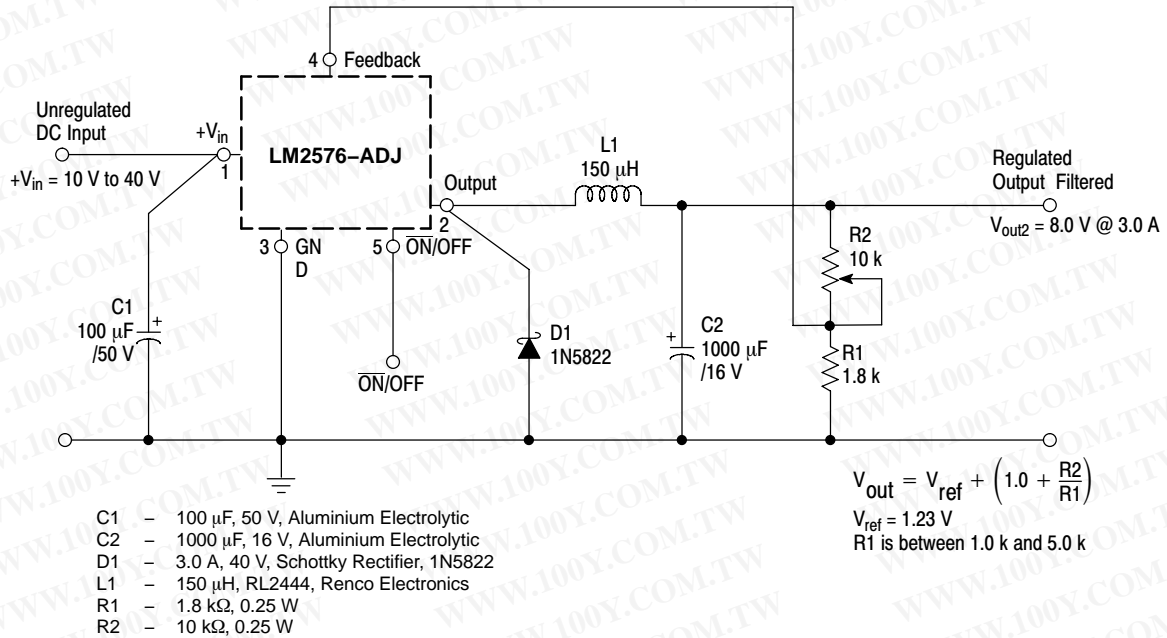 4 Feedback
Unregulated
DC Input
+Vin
LM2576–ADJ
1
+Vin = 10 V to 40 V
Output
2
L1
150 μH
Regulated
Output Filtered
Vout2 = 8.0 V @ 3.0 A
3 GN
D
5 ON/OFF
R2
10 k
C1
100 μF
/50 V
+
ON/OFF
D1
1N5822
+
C2
1000 μF
/16 V
R1
1.8 k
Vout = Vref + (1.0 + R2/R1)
Vref = 1.23 V
R1 is between 1.0 k and 5.0 k
C1 – 100 μF, 50 V, Aluminium Electrolytic
C2 – 1000 μF, 16 V, Aluminium Electrolytic
D1 – 3.0 A, 40 V, Schottky Rectifier, 1N5822
L1 – 150 μH, RL2444, Renco Electronics
R1 – 1.8 kΩ, 0.25 W
R2 – 10 kΩ, 0.25 W
WWW.100Y.COM.TW